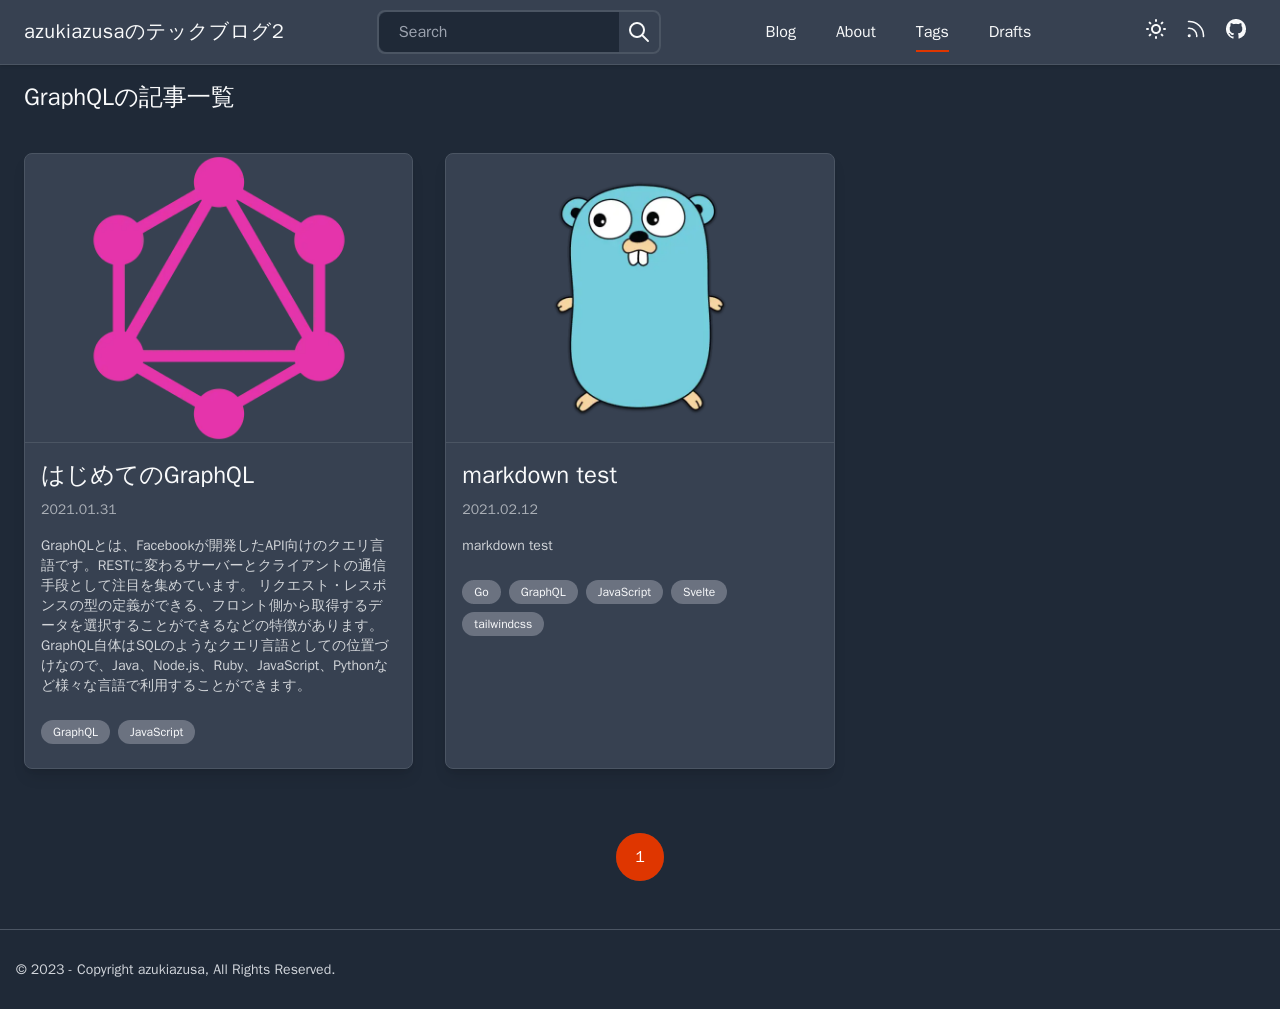 azukiazusaのテックブログ2
Search
Blog
About
Tags
Drafts
GraphQLの記事一覧
はじめてのGraphQL
2021.01.31
GraphQLとは、Facebookが開発したAPI向けのクエリ言
語です。RESTに変わるサーバーとクライアントの通信
手段として注目を集めています。 リクエスト・レスポ
ンスの型の定義ができる、フロント側から取得するデ
ータを選択することができるなどの特徴があります。
GraphQL自体はSQLのようなクエリ言語としての位置づ
けなので、Java、Node.js、Ruby、JavaScript、Pythonな
ど様々な言語で利用することができます。
GraphQL
JavaScript
markdown test
2021.02.12
markdown test
Go
GraphQL
JavaScript
Svelte
tailwindcss
1
© 2023 - Copyright azukiazusa, All Rights Reserved.